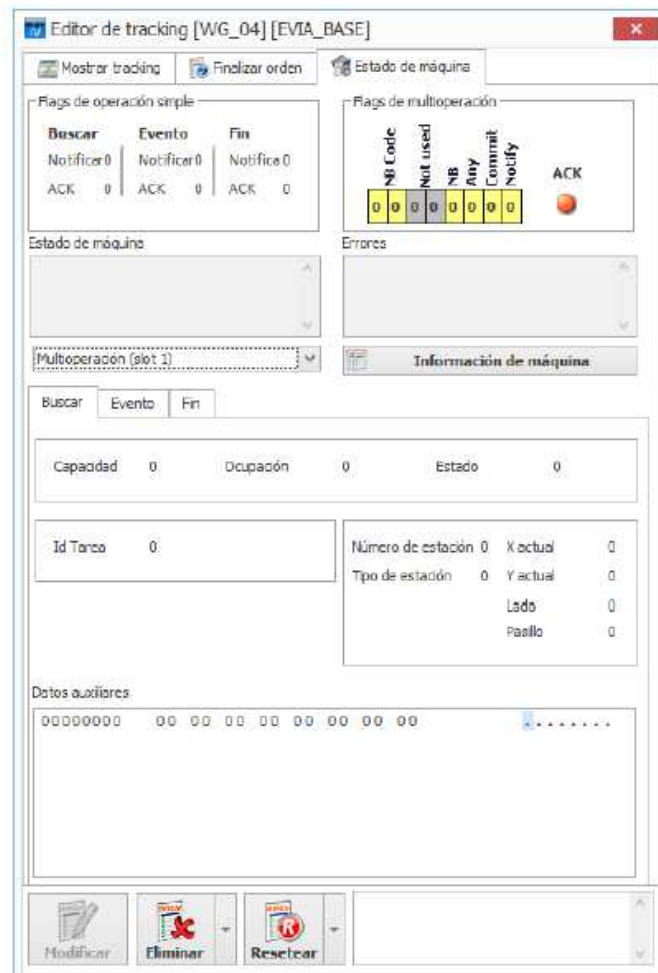 Editor de tracking [WG_04] [EVIA_BASE]
Mostrar tracking Finalizar orden Estado de máquina
Flags de operación simple
Buscar Evento Fin
Notificar 0 Notificar 0 Notifica 0
ACK 0 ACK 0 ACK 0
Flags de multioperación
NB Code Not used NB Any Commit Notify
ACK
0 0 0 0 0 0 0 0
Estado de máquina
Errores
Multioperación (slot 1)
Información de máquina
Buscar Evento Fin
Capacidad 0 Ocupación 0 Estado 0
Id Tarea 0
Número de estación 0 X actual 0
Tipo de estación 0 Y actual 0
Lado 0
Pasillo 0
Datos auxiliares
00000000 00 00 00 00 00 00 00 00 ........
Modificar Eliminar Resetear